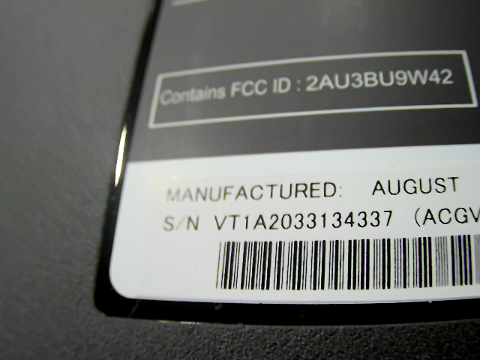 Contains FCC ID : 2AU3BU9W42
MANUFACTURED: AUGUST
S/N VT1A2033134337 (ACGV